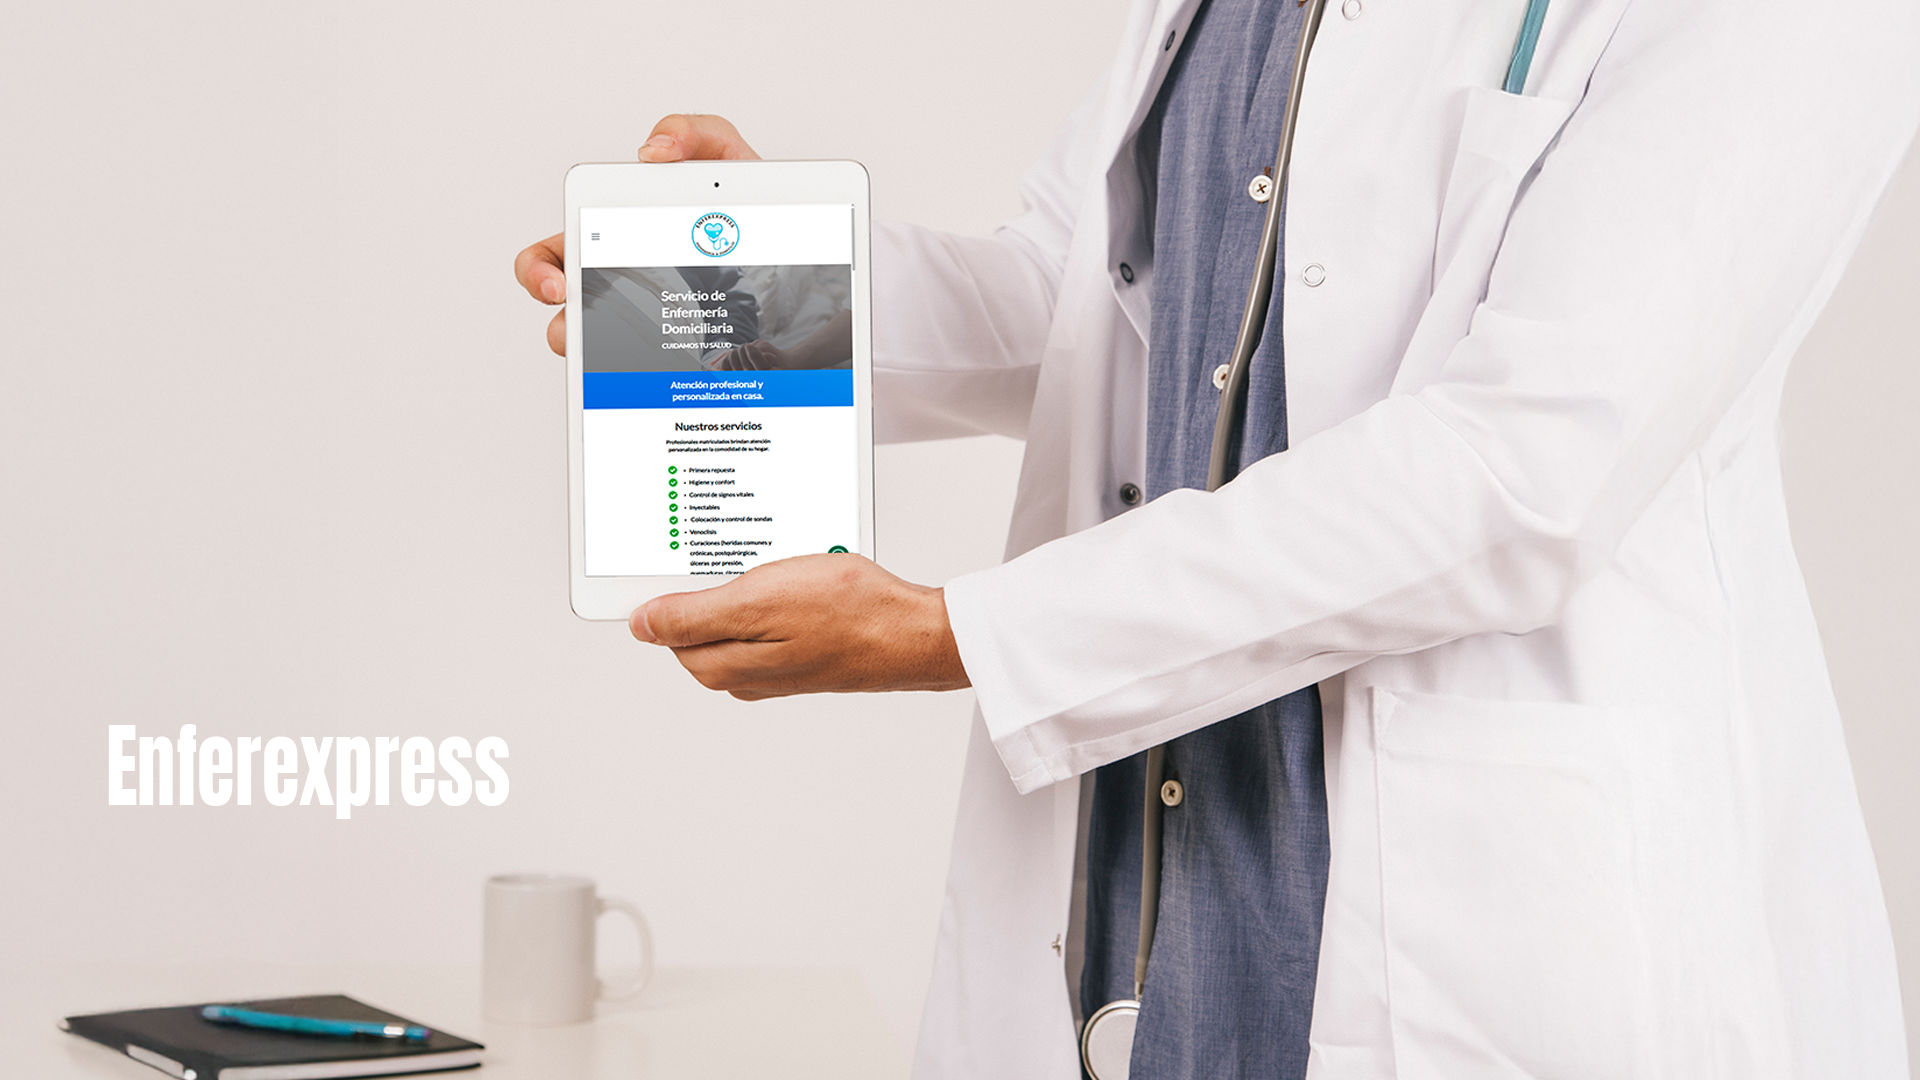 ENFEREXPRESS
Servicio de
Enfermería
Domiciliaria
CUIDAMOS TU SALUD
Atención profesional y
personalizada en casa.
Nuestros servicios
Profesionales matriculados brindan atención
personalizada en la comodidad de su hogar.
• Primera repuesta
• Higiene y confort
• Control de signos vitales
• Inyectables
• Colocación y control de sondas
• Venoclisis
• Curaciones (heridas comunes y
crónicas, postquirúrgicas,
úlceras por presión,
Enferexpress